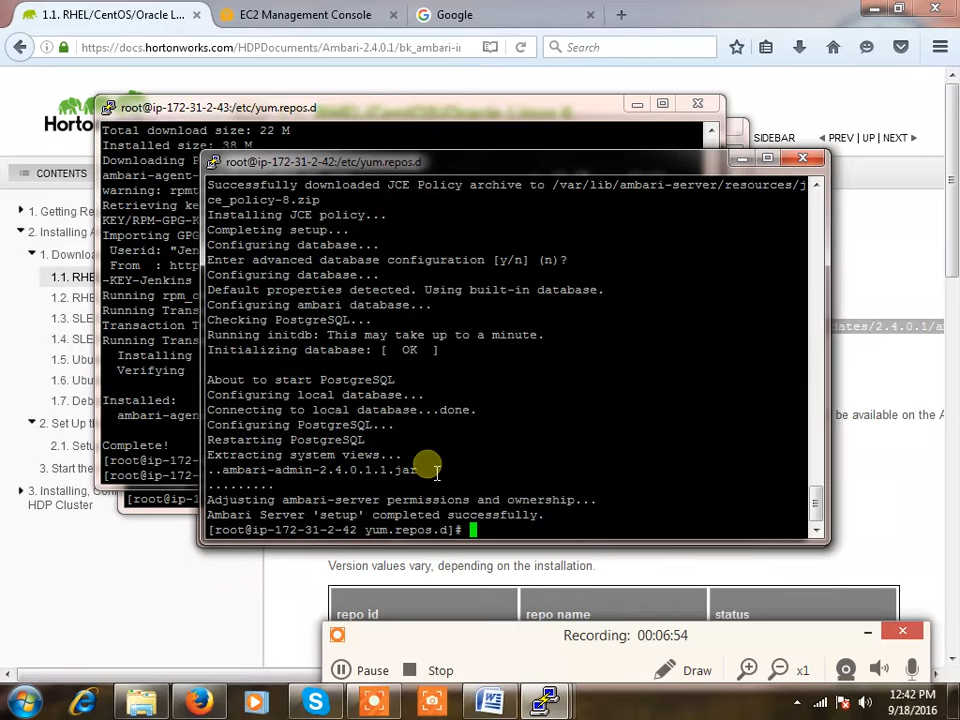 1.1. RHEL/CentOS/Oracle L...
EC2 Management Console
Google
https://docs.hortonworks.com/HDPDocuments/Ambari-2.4.0.1/bk_ambari-in
Search
Horto
CONTENTS
SIDEBAR
PREV | UP | NEXT
1. Getting Re
2. Installing A
1. Downloa
1.1. RHE
1.2. RH
1.3. SLE
1.4. SLE
1.5. Ubu
1.6. Ubu
1.7. Deb
2. Set Up th
2.1. Setu
3. Start the
3. Installing, Con
HDP Cluster
dates/2.4.0.1/a
be available on the A
root@ip-172-31-2-43:/etc/yum.repos.d
Total download size: 22 M
Installed size: 38 M
Downloading P
ambari-agent-
warning: rpmt
Retrieving ke
KEY/RPM-GPG-K
Importing GPG
Userid: "Jen
From : http
-KEY-Jenkins
Running rpm_c
Running Trans
Transaction T
Running Trans
Installing
Verifying
Installed:
ambari-agen
Complete!
[root@ip-172-
[root@ip-172-
[root@ip-172-
root@ip-172-31-2-42:/etc/yum.repos.d
Successfully downloaded JCE Policy archive to /var/lib/ambari-server/resources/j
ce_policy-8.zip
Installing JCE policy...
Completing setup...
Configuring database...
Enter advanced database configuration [y/n] (n)?
Configuring database...
Default properties detected. Using built-in database.
Configuring ambari database...
Checking PostgreSQL...
Running initdb: This may take up to a minute.
Initializing database: [ OK ]
About to start PostgreSQL
Configuring local database...
Connecting to local database...done.
Configuring PostgreSQL...
Restarting PostgreSQL
Extracting system views...
..ambari-admin-2.4.0.1.1.jar
.........
Adjusting ambari-server permissions and ownership...
Ambari Server 'setup' completed successfully.
[root@ip-172-31-2-42 yum.repos.d]#
Version values vary, depending on the installation.
repo id
repo name
status
Recording: 00:06:54
Pause
Stop
Draw
x1
12:42 PM
9/18/2016